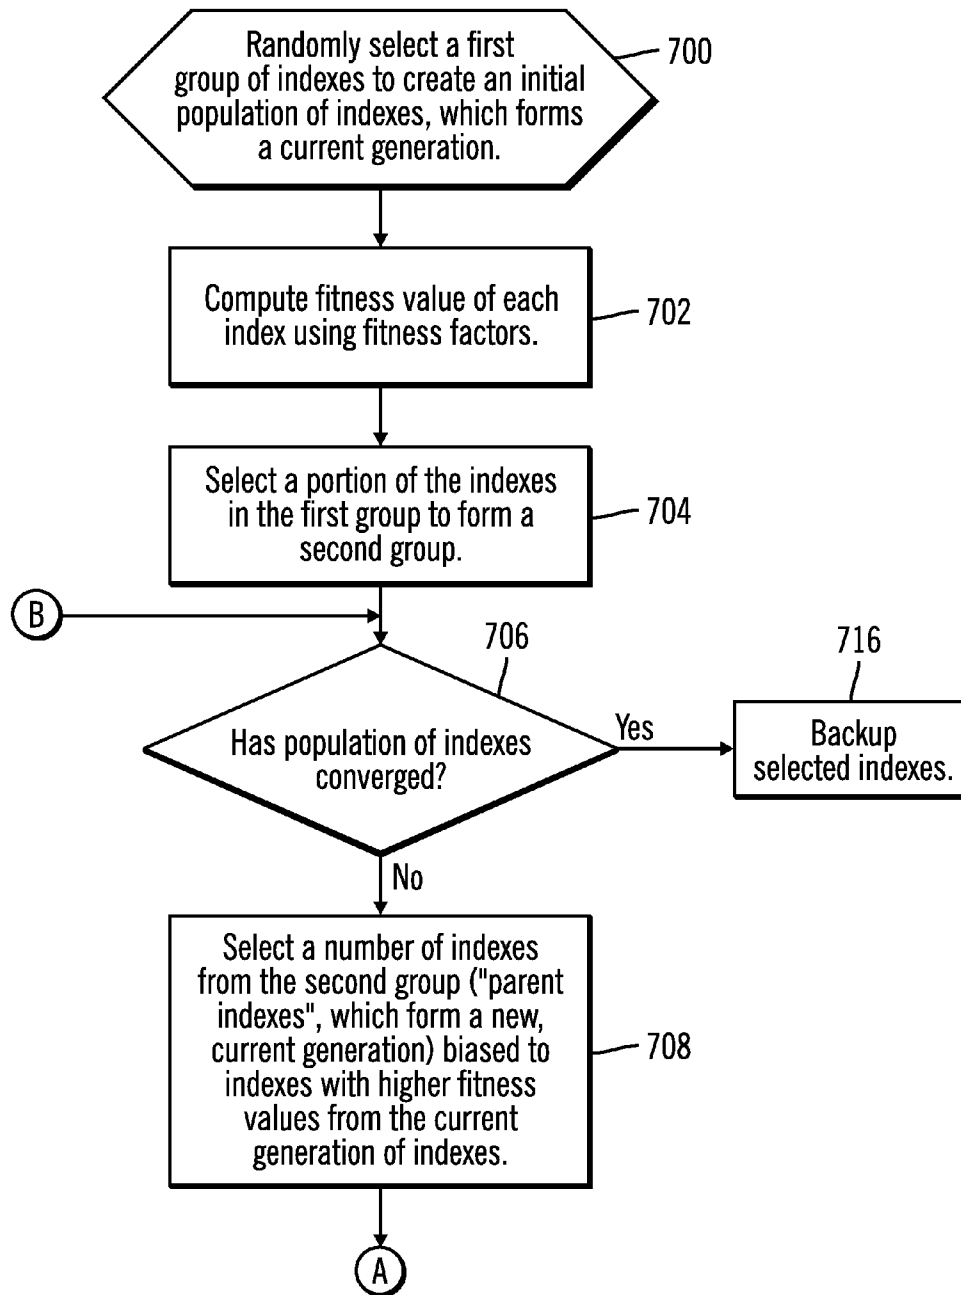 Randomly select a first
group of indexes to create an initial
population of indexes, which forms
a current generation.
700
Compute fitness value of each
index using fitness factors.
702
Select a portion of the indexes
in the first group to form a
second group.
704
B
706
Has population of indexes
converged?
Yes
716
Backup
selected indexes.
No
Select a number of indexes
from the second group ("parent
indexes", which form a new,
current generation) biased to
indexes with higher fitness
values from the current
generation of indexes.
708
A